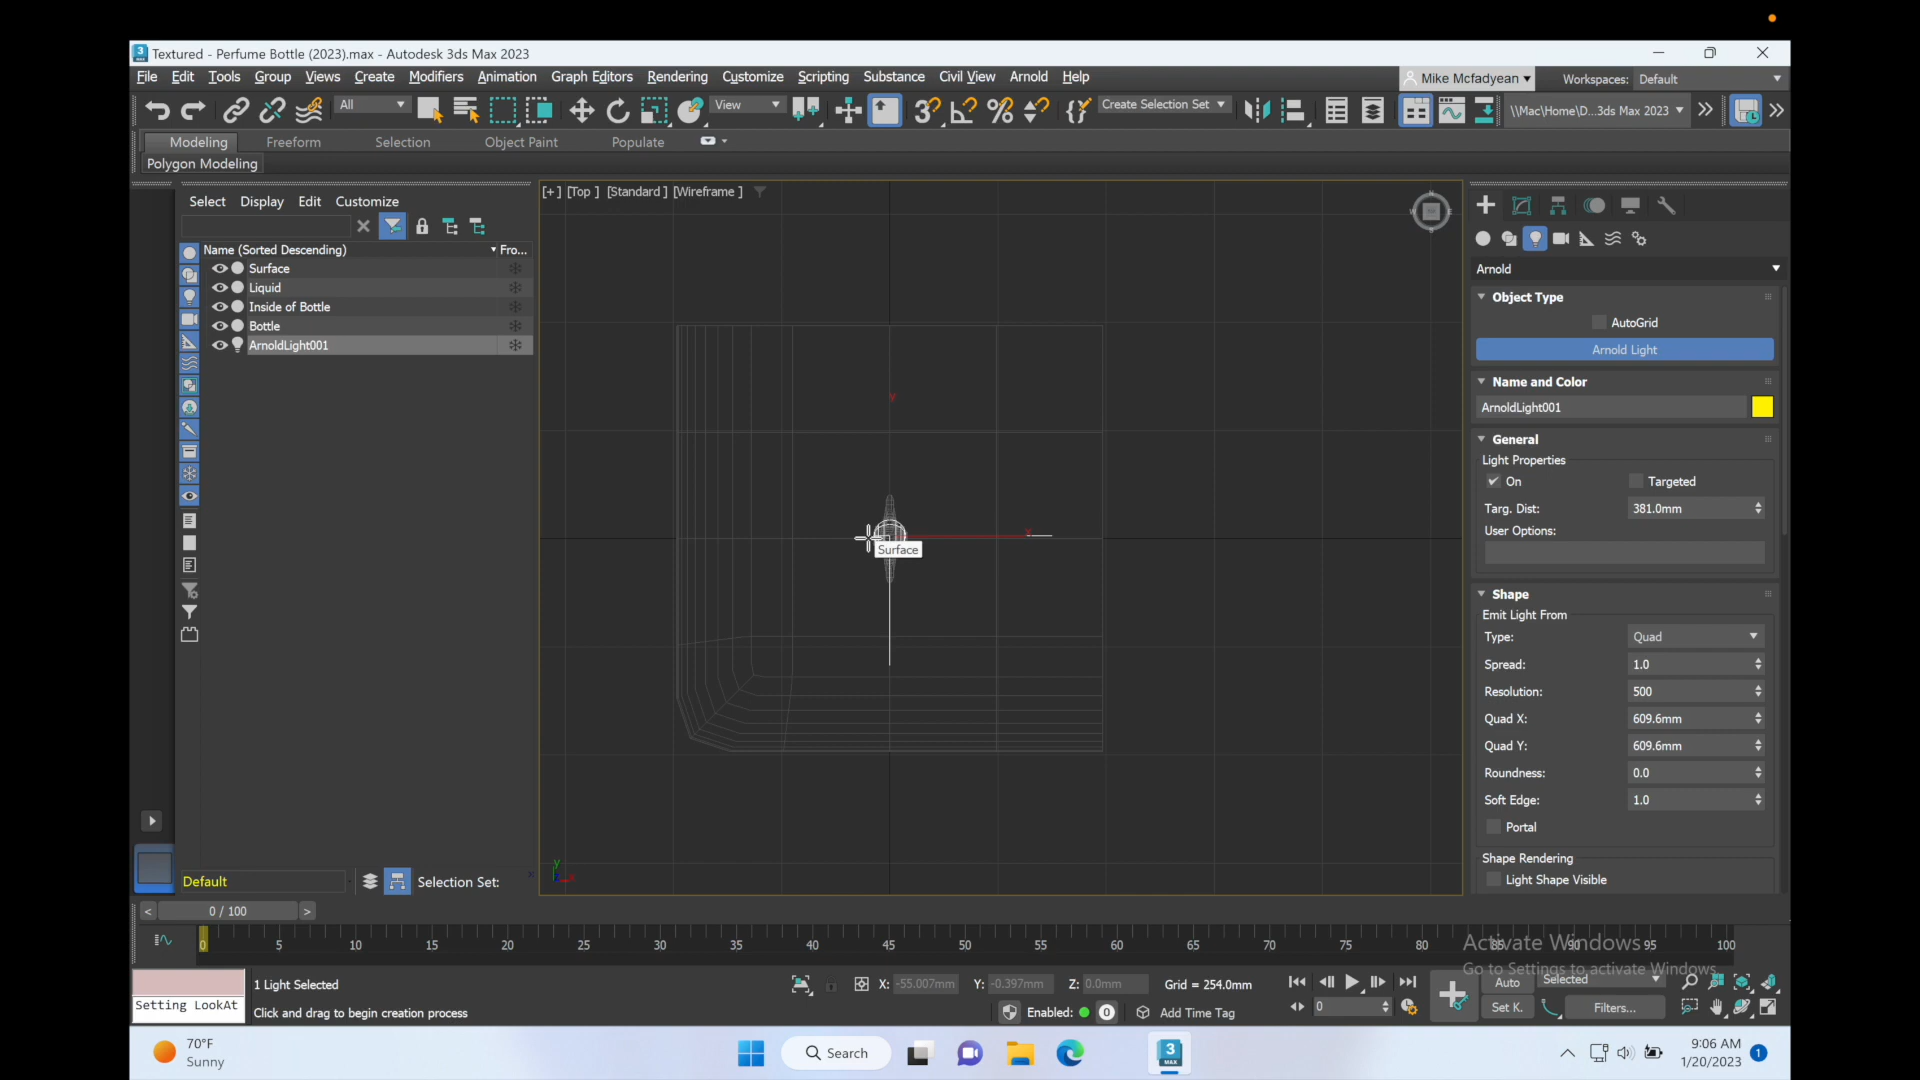 Textured - Perfume Bottle (2023).max - Autodesk 3ds Max 2023
File Edit Tools Group Views Create Modifiers Animation Graph Editors Rendering Customize Scripting Substance Civil View Arnold Help
Mike Mcfadyean Workspaces: Default
All View Create Selection Set \\Mac\Home\D...3ds Max 2023
Modeling Freeform Selection Object Paint Populate
Polygon Modeling
Select Display Edit Customize
Name (Sorted Descending) Fro...
Surface
Liquid
Inside of Bottle
Bottle
ArnoldLight001
Default Selection Set:
[+] [Top] [Standard] [Wireframe]
Surface
Arnold
Object Type
AutoGrid
Arnold Light
Name and Color
ArnoldLight001
General
Light Properties
On Targeted
Targ. Dist: 381.0mm
User Options:
Shape
Emit Light From
Type: Quad
Spread: 1.0
Resolution: 500
Quad X: 609.6mm
Quad Y: 609.6mm
Roundness: 0.0
Soft Edge: 1.0
Portal
Shape Rendering
Light Shape Visible
< 0 / 100 >
0 5 10 15 20 25 30 35 40 45 50 55 60 65 70 75 80 85 90 95 100
Activate Windows
Go to Settings to activate Windows.
Setting LookAt
1 Light Selected
Click and drag to begin creation process
X: -55.007mm Y: -0.397mm Z: 0.0mm Grid = 254.0mm
Enabled: 0 Add Time Tag
0
Auto Selected
Set K. Filters...
70°F
Sunny
Search
9:06 AM
1/20/2023
1